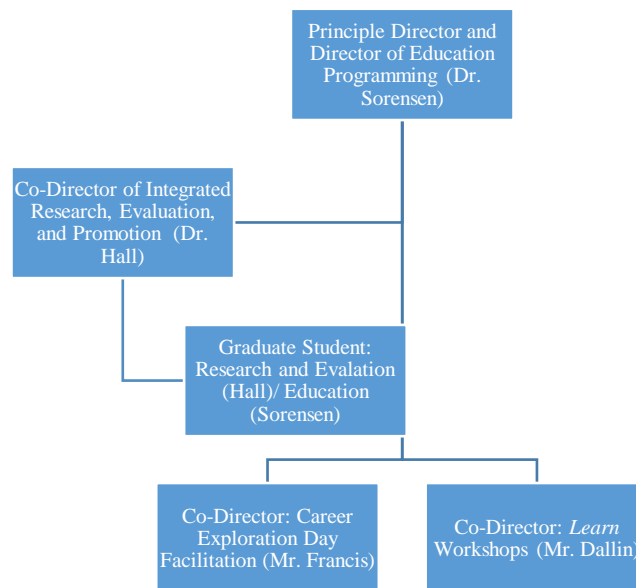 Principle Director and
Director of Education
Programming (Dr.
Sorensen)
Co-Director of Integrated
Research, Evaluation,
and Promotion (Dr.
Hall)
Graduate Student:
Research and Evalation
(Hall)/ Education
(Sorensen)
Co-Director: Career
Exploration Day
Facilitation (Mr. Francis)
Co-Director: Learn
Workshops (Mr. Dallin)